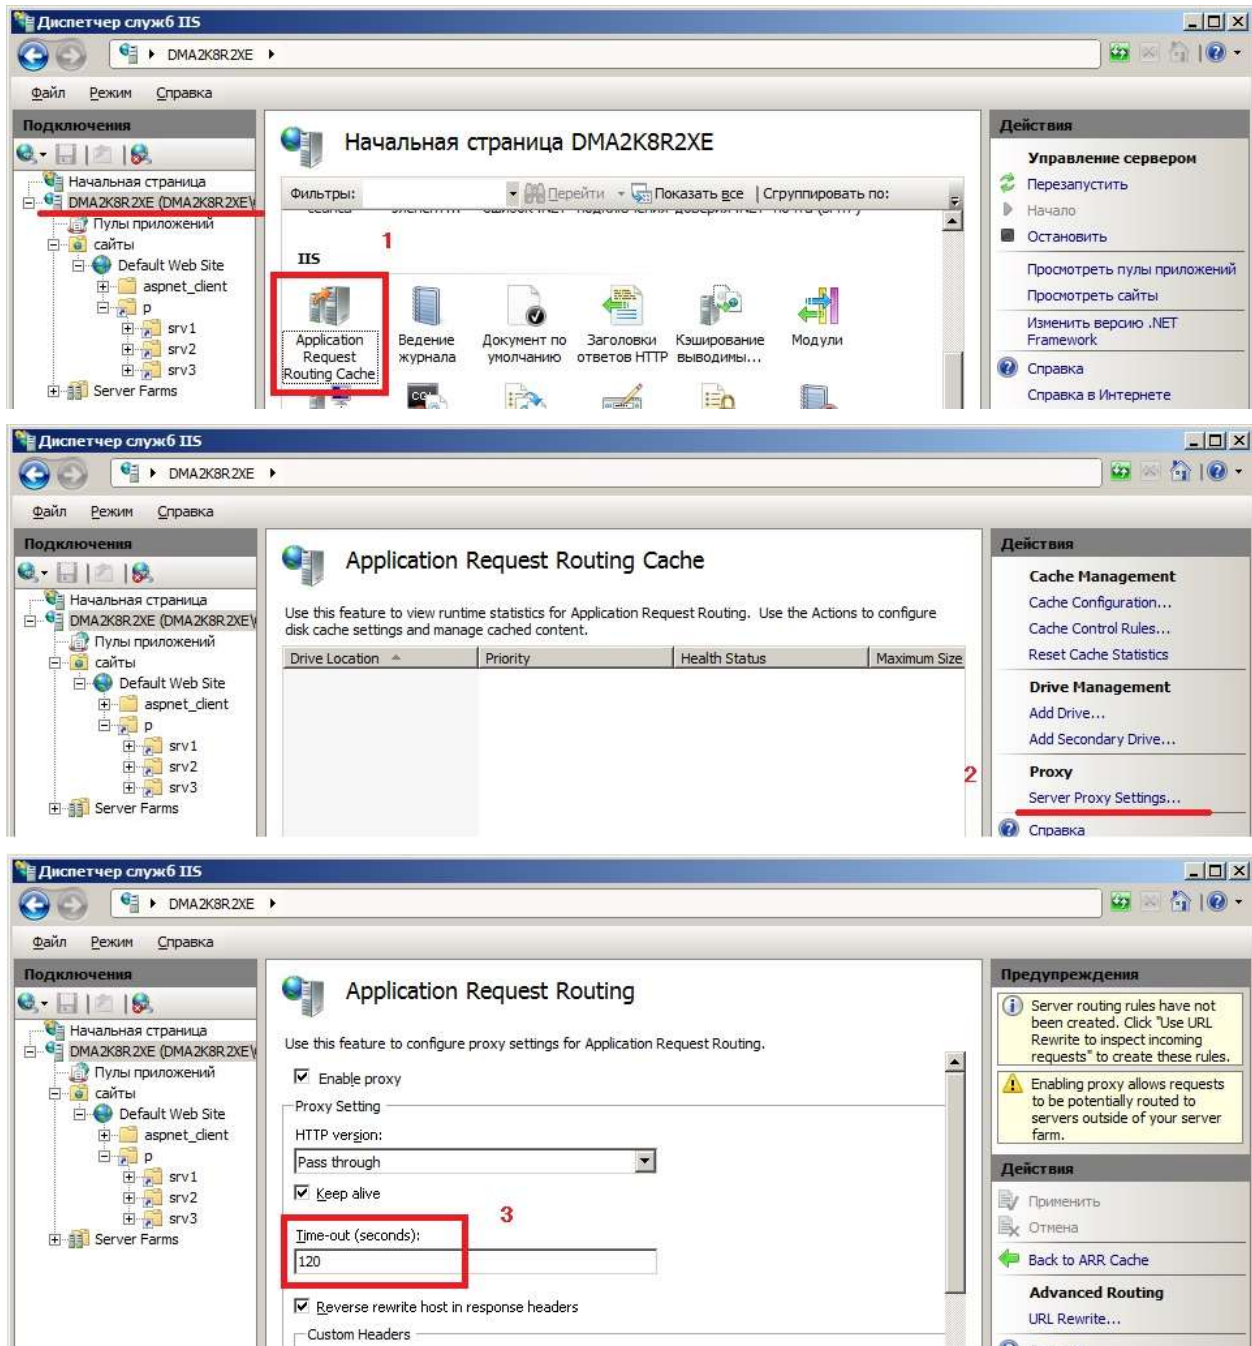 Диспетчер служб IIS
DMA2K8R2XE
Файл Режим Справка
Подключения
Начальная страница
DMA2K8R2XE (DMA2K8R2XE\
Пулы приложений
сайты
Default Web Site
aspnet_client
p
srv1
srv2
srv3
Server Farms
Начальная страница DMA2K8R2XE
Фильтры: Перейти Показать все Сгруппировать по:
1
IIS
Application Request Routing Cache
Ведение журнала
Документ по умолчанию
Заголовки ответов HTTP
Кэширование выводимы...
Модули
Действия
Управление сервером
Перезапустить
Начало
Остановить
Просмотреть пулы приложений
Просмотреть сайты
Изменить версию .NET
Framework
Справка
Справка в Интернете
Диспетчер служб IIS
DMA2K8R2XE
Файл Режим Справка
Подключения
Начальная страница
DMA2K8R2XE (DMA2K8R2XE\
Пулы приложений
сайты
Default Web Site
aspnet_client
p
srv1
srv2
srv3
Server Farms
Application Request Routing Cache
Use this feature to view runtime statistics for Application Request Routing. Use the Actions to configure
disk cache settings and manage cached content.
Drive Location Priority Health Status Maximum Size
2
Действия
Cache Management
Cache Configuration...
Cache Control Rules...
Reset Cache Statistics
Drive Management
Add Drive...
Add Secondary Drive...
Proxy
Server Proxy Settings...
Справка
Диспетчер служб IIS
DMA2K8R2XE
Файл Режим Справка
Подключения
Начальная страница
DMA2K8R2XE (DMA2K8R2XE\
Пулы приложений
сайты
Default Web Site
aspnet_client
p
srv1
srv2
srv3
Server Farms
Application Request Routing
Use this feature to configure proxy settings for Application Request Routing.
Enable proxy
Proxy Setting
HTTP version:
Pass through
Keep alive
3
Time-out (seconds):
120
Reverse rewrite host in response headers
Custom Headers
Предупреждения
Server routing rules have not
been created. Click "Use URL
Rewrite to inspect incoming
requests" to create these rules.
Enabling proxy allows requests
to be potentially routed to
servers outside of your server
farm.
Действия
Применить
Отмена
Back to ARR Cache
Advanced Routing
URL Rewrite...